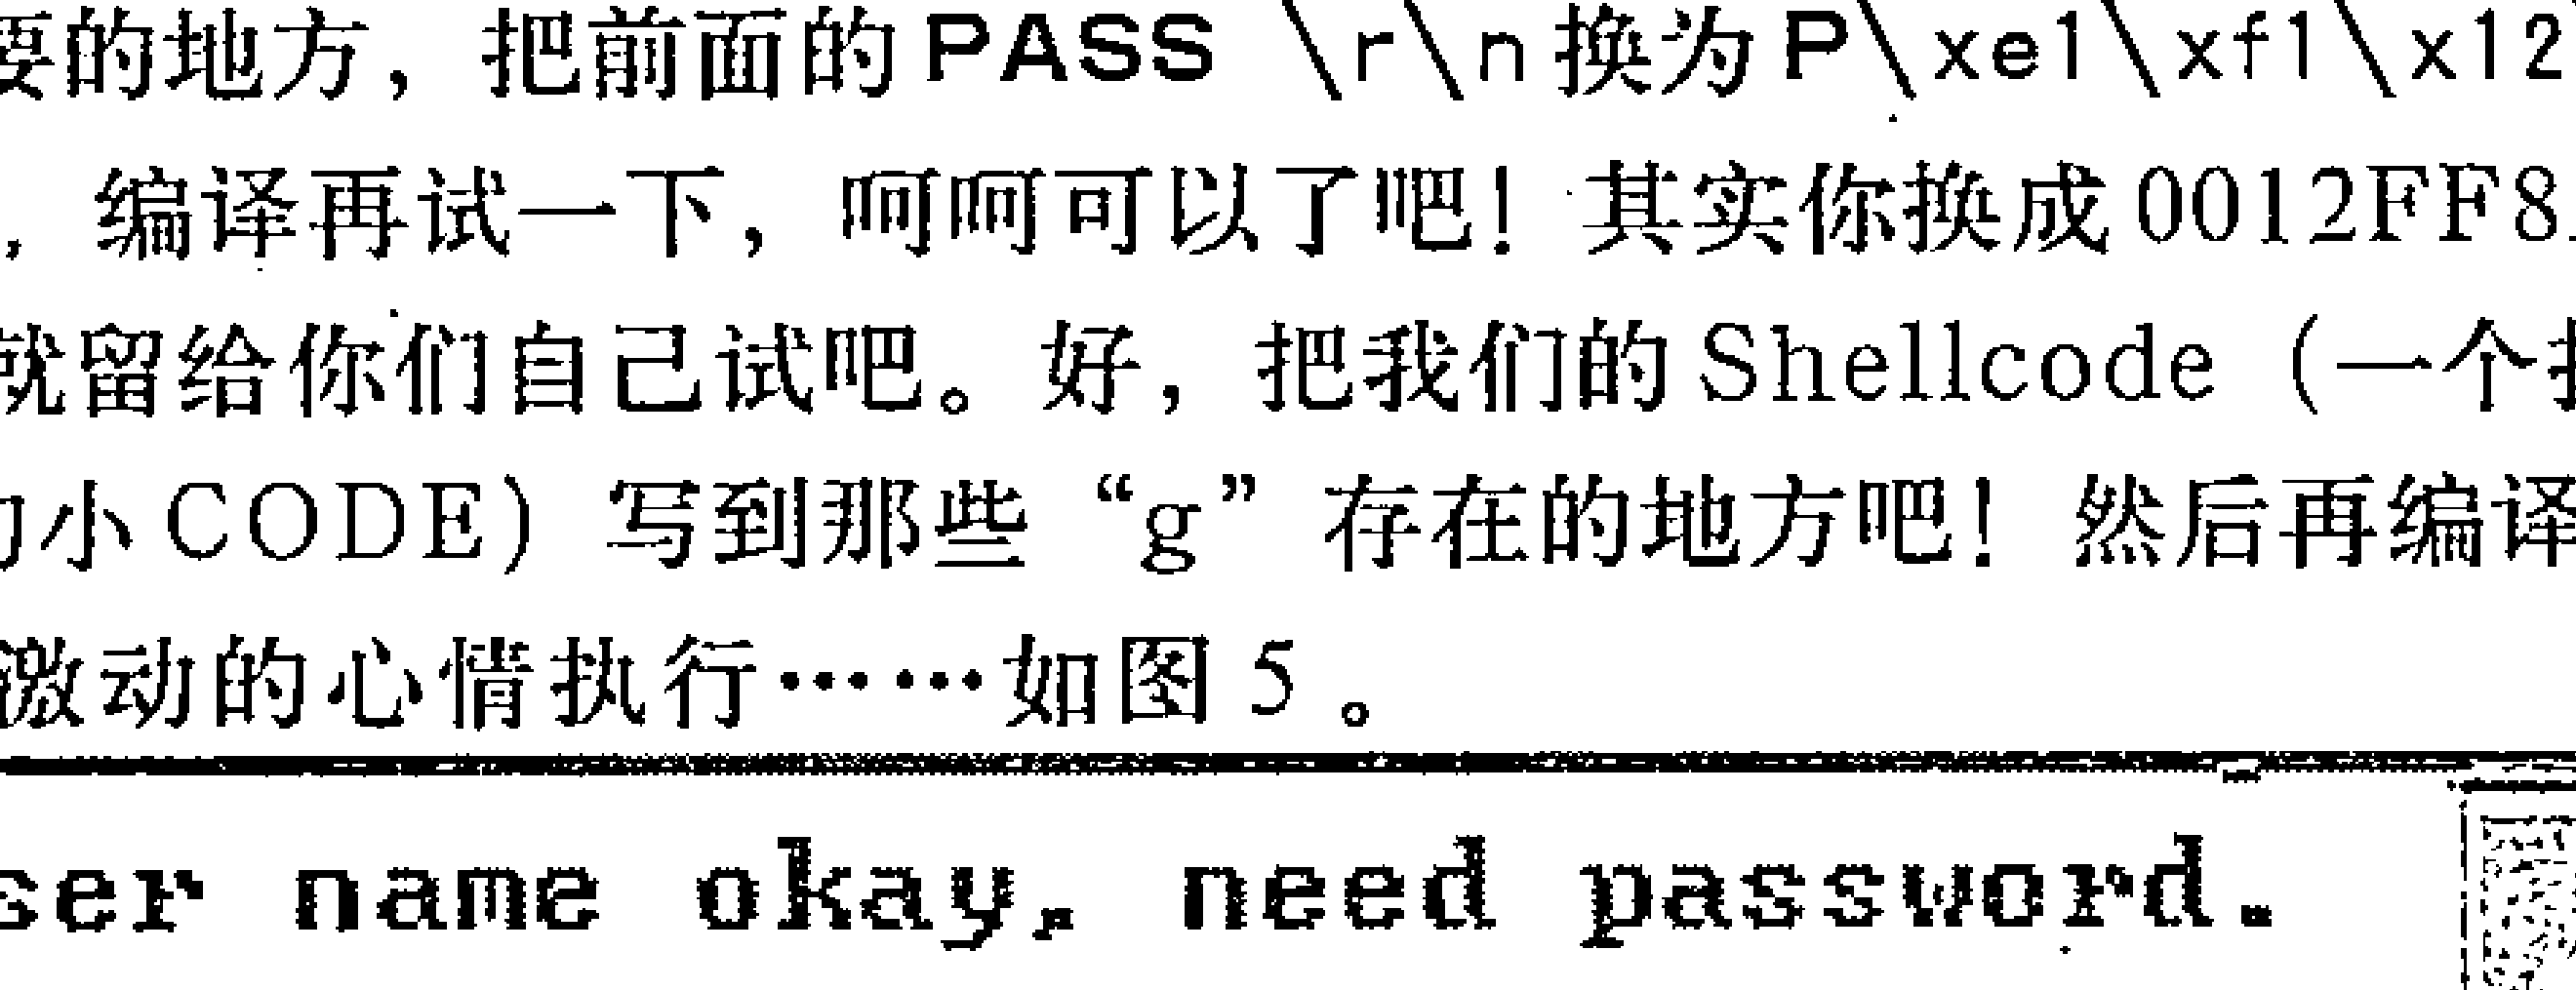 要的地方，把前面的PASS \r\n换为P\xe1\xf1\x12
，编译再试一下，呵呵可以了吧！其实你换成0012FF8
就留给你们自己试吧。好，把我们的Shellcode（一个
小CODE）写到那些“g”存在的地方吧！然后再编译
激动的心情执行……如图5。
ser name okay, need password.